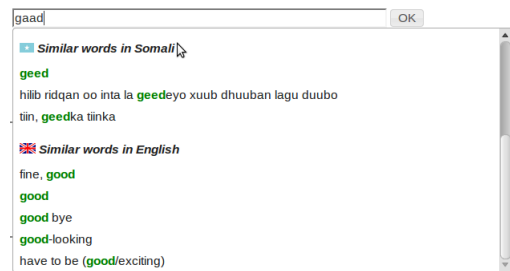 gaad OK
Similar words in Somali
geed
hilib ridqan oo inta la geedeyo xuub dhuuban lagu duubo
tiin, geedka tiinka
Similar words in English
fine, good
good
good bye
good-looking
have to be (good/exciting)